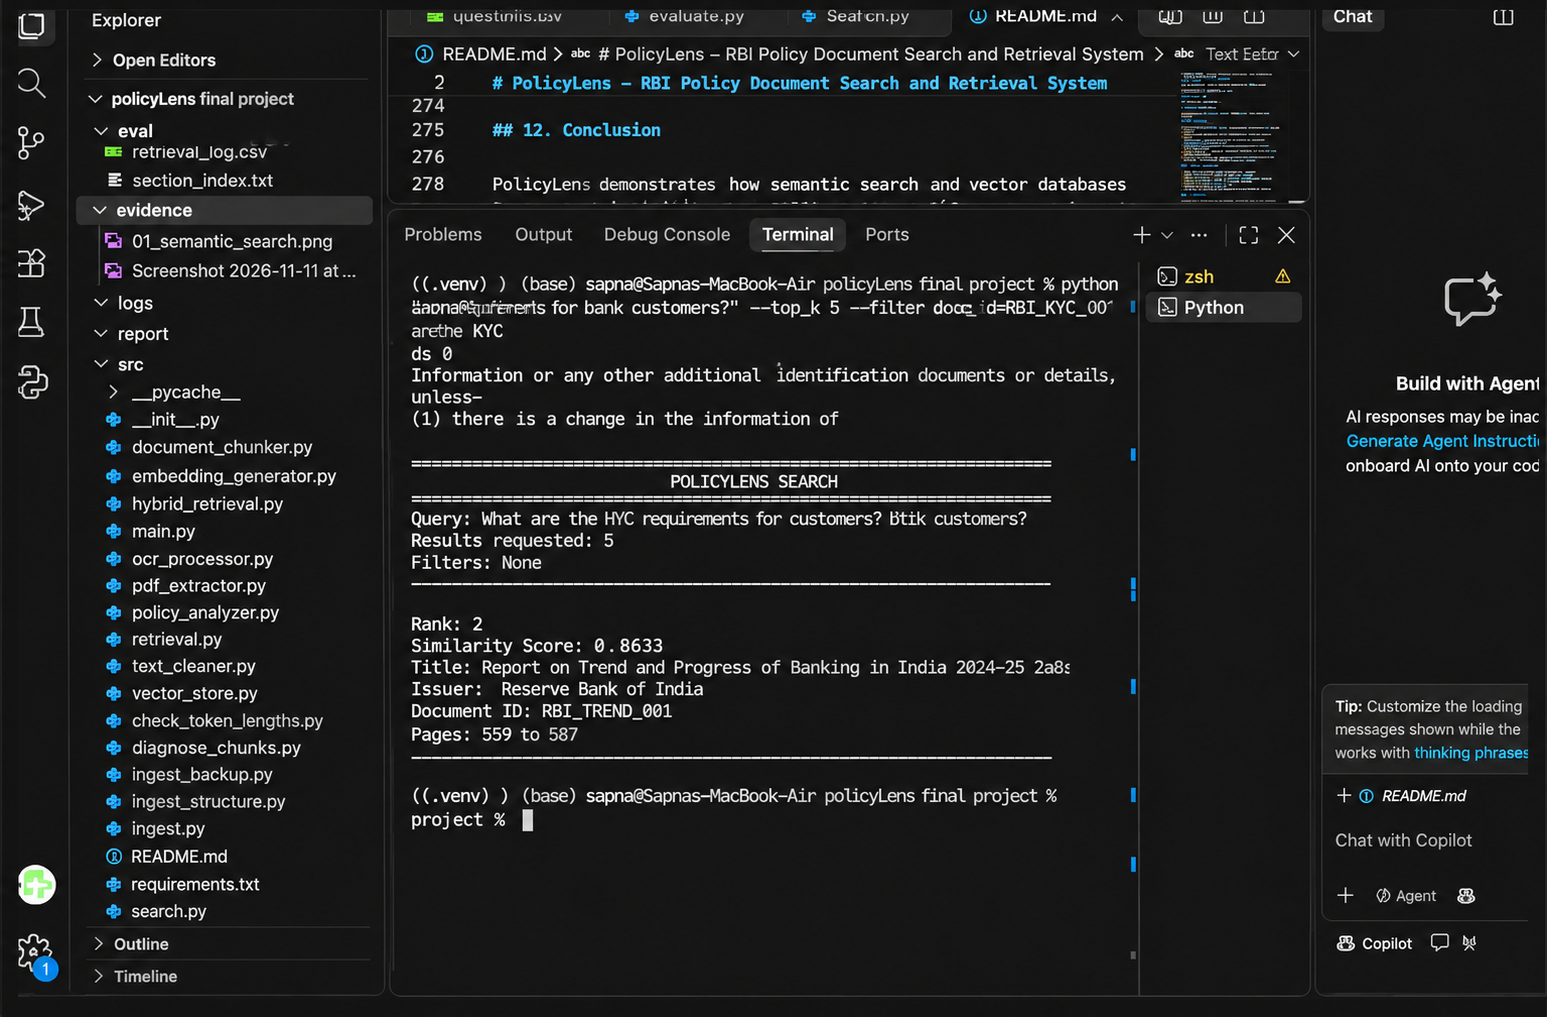 Explorer
Open Editors
policyLens final project
eval
retrieval_log.csv
section_index.txt
evidence
01_semantic_search.png
Screenshot 2026-11-11 at ...
logs
report
src
__pycache__
__init__.py
document_chunker.py
embedding_generator.py
hybrid_retrieval.py
main.py
ocr_processor.py
pdf_extractor.py
policy_analyzer.py
retrieval.py
text_cleaner.py
vector_store.py
check_token_lengths.py
diagnose_chunks.py
ingest_backup.py
ingest_structure.py
ingest.py
README.md
requirements.txt
search.py
Outline
Timeline
1
evaluate.py
README.md
README.md > abc # PolicyLens – RBI Policy Document Search and Retrieval System > abc Text
2 # PolicyLens – RBI Policy Document Search and Retrieval System
274
275 ## 12. Conclusion
276
278 PolicyLens demonstrates how semantic search and vector databases
Problems Output Debug Console Terminal Ports
((.venv) ) (base) sapna@Sapnas-MacBook-Air policyLens final project % python
for bank customers?" --top_k 5 --filter
arethe KYC
ds 0
Information or any other additional identification documents or details,
unless–
(1) there is a change in the information of
POLICYLENS SEARCH
Query: What are the HYC requirements for customers? Btik customers?
Results requested: 5
Filters: None
Rank: 2
Similarity Score: 0.8633
Title: Report on Trend and Progress of Banking in India 2024-25
Issuer: Reserve Bank of India
Document ID: RBI_TREND_001
Pages: 559 to 587
((.venv) ) (base) sapna@Sapnas-MacBook-Air policyLens final project %
project %
zsh
Python
Chat
Build with Agent
AI responses may be inac
Generate Agent Instructi
onboard AI onto your cod
Tip: Customize the loading
messages shown while the
works with thinking phrases
README.md
Chat with Copilot
Agent
Copilot